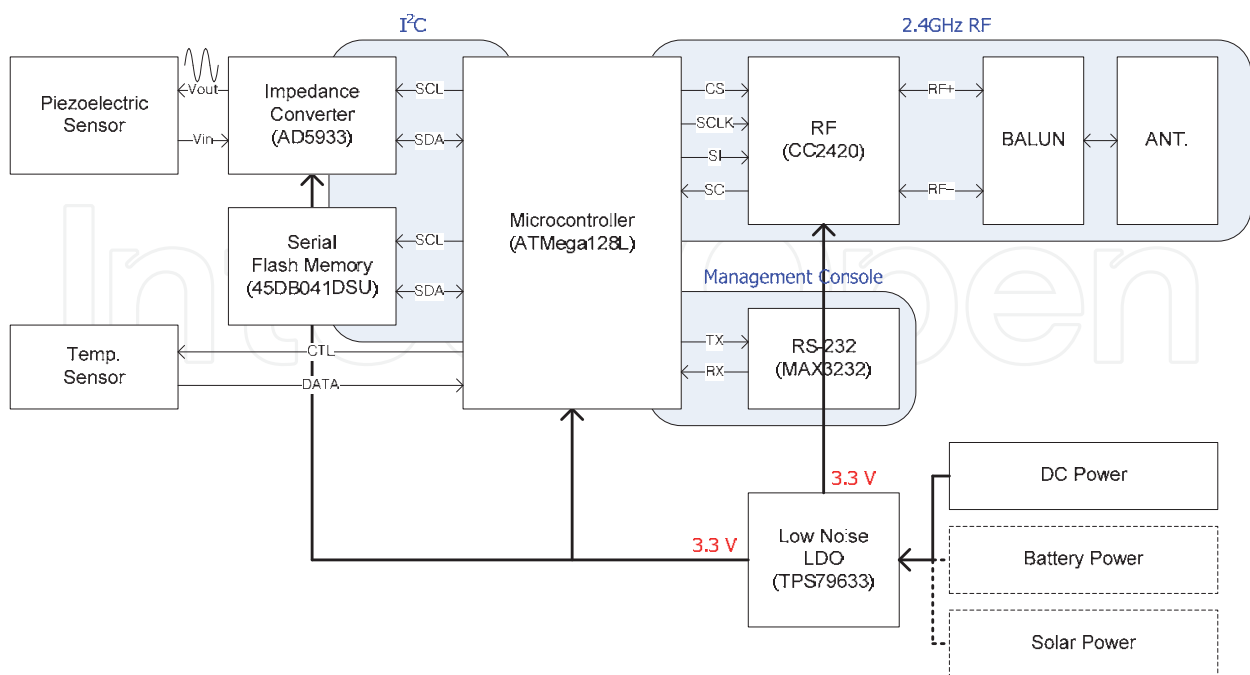 I²C
2.4GHz RF
Piezoelectric
Sensor
Vout
Vin
Impedance
Converter
(AD5933)
SCL
SDA
Serial
Flash Memory
(45DB041DSU)
SCL
SDA
Temp.
Sensor
CTL
DATA
Microcontroller
(ATMega128L)
CS
SCLK
SI
SC
RF
(CC2420)
RF+
RF-
BALUN
ANT.
Management Console
TX
RX
RS-232
(MAX3232)
3.3 V
3.3 V
Low Noise
LDO
(TPS79633)
DC Power
Battery Power
Solar Power
IntechOpen